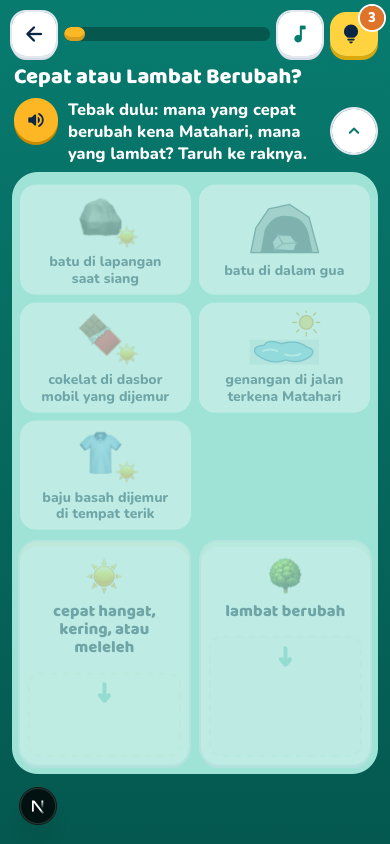 3
Cepat atau Lambat Berubah?
Tebak dulu: mana yang cepat
berubah kena Matahari, mana
yang lambat? Taruh ke raknya.
batu di lapangan
saat siang
batu di dalam gua
cokelat di dasbor
mobil yang dijemur
genangan di jalan
terkena Matahari
baju basah dijemur
di tempat terik
cepat hangat,
kering, atau
meleleh
lambat berubah
N